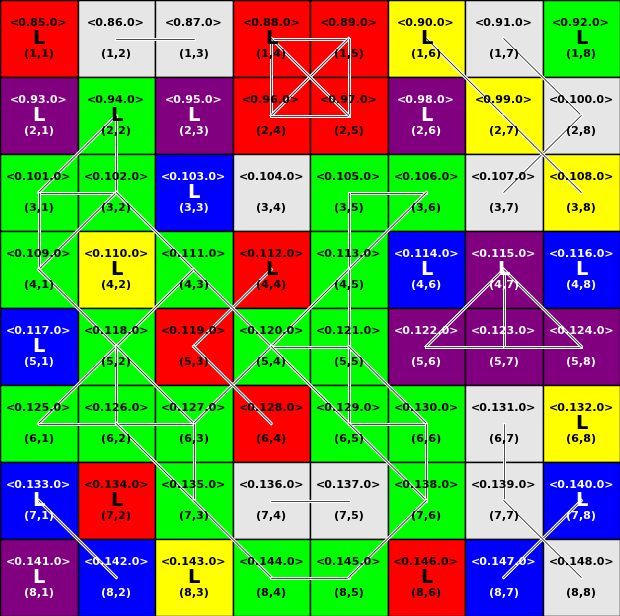 <0.85.0> <0.86.0> <0.87.0> <0.88.0> <0.89.0> <0.90.0> <0.91.0> <0.92.0>
L L L L
(1,1) (1,2) (1,3) (1,4) (1,5) (1,6) (1,7) (1,8)
<0.93.0> <0.94.0> <0.95.0> <0.96.0> <0.97.0> <0.98.0> <0.99.0> <0.100.0>
L L L L
(2,1) (2,2) (2,3) (2,4) (2,5) (2,6) (2,7) (2,8)
<0.101.0> <0.102.0> <0.103.0> <0.104.0> <0.105.0> <0.106.0> <0.107.0> <0.108.0>
L
(3,1) (3,2) (3,3) (3,4) (3,5) (3,6) (3,7) (3,8)
<0.109.0> <0.110.0> <0.111.0> <0.112.0> <0.113.0> <0.114.0> <0.115.0> <0.116.0>
L L L L L
(4,1) (4,2) (4,3) (4,4) (4,5) (4,6) (4,7) (4,8)
<0.117.0> <0.118.0> <0.119.0> <0.120.0> <0.121.0> <0.122.0> <0.123.0> <0.124.0>
L
(5,1) (5,2) (5,3) (5,4) (5,5) (5,6) (5,7) (5,8)
<0.125.0> <0.126.0> <0.127.0> <0.128.0> <0.129.0> <0.130.0> <0.131.0> <0.132.0>
L
(6,1) (6,2) (6,3) (6,4) (6,5) (6,6) (6,7) (6,8)
<0.133.0> <0.134.0> <0.135.0> <0.136.0> <0.137.0> <0.138.0> <0.139.0> <0.140.0>
L L L
(7,1) (7,2) (7,3) (7,4) (7,5) (7,6) (7,7) (7,8)
<0.141.0> <0.142.0> <0.143.0> <0.144.0> <0.145.0> <0.146.0> <0.147.0> <0.148.0>
L L L
(8,1) (8,2) (8,3) (8,4) (8,5) (8,6) (8,7) (8,8)